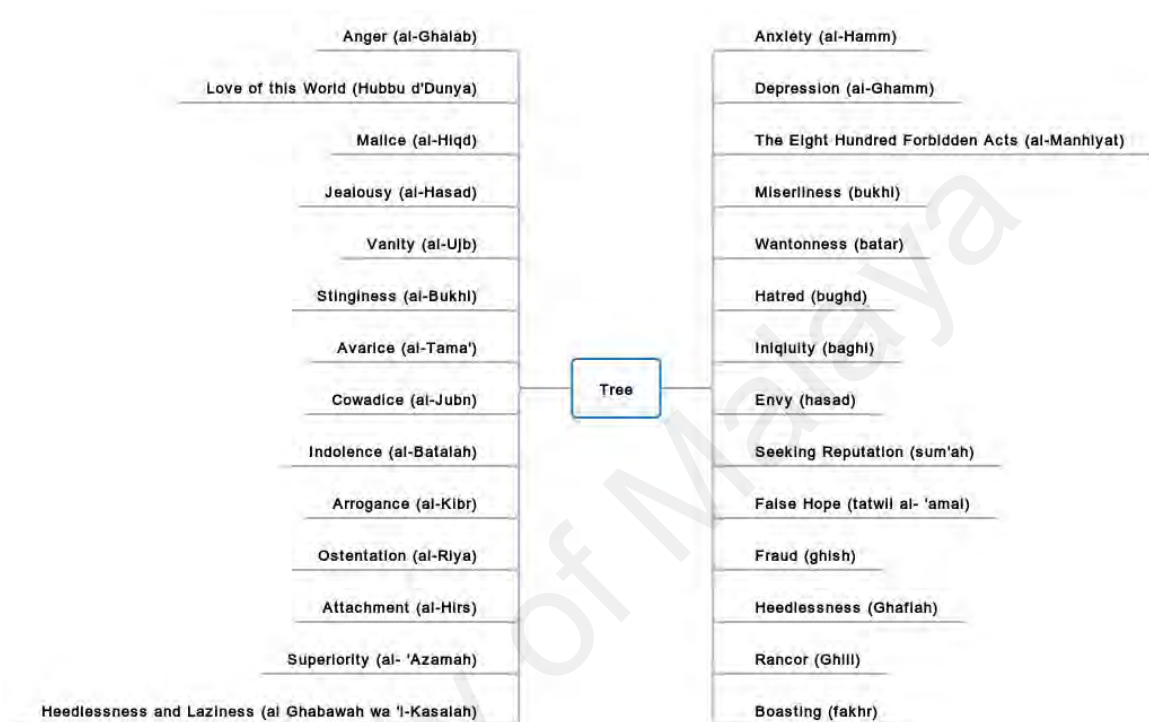 Anger (al-Ghalab)
Love of this World (Hubbu d'Dunya)
Malice (al-Hiqd)
Jealousy (al-Hasad)
Vanity (al-Ujb)
Stinginess (al-Bukhl)
Avarice (al-Tama')
Cowadice (al-Jubn)
Indolence (al-Batalah)
Arrogance (al-Kibr)
Ostentation (al-Riya)
Attachment (al-Hirs)
Superiority (al- 'Azamah)
Heedlessness and Laziness (al Ghabawah wa 'l-Kasalah)
Tree
Anxiety (al-Hamm)
Depression (al-Ghamm)
The Eight Hundred Forbidden Acts (al-Manhiyat)
Miserliness (bukhl)
Wantonness (batar)
Hatred (bughd)
Iniqiuity (baghi)
Envy (hasad)
Seeking Reputation (sum'ah)
False Hope (tatwil al- 'amal)
Fraud (ghish)
Heedlessness (Ghaflah)
Rancor (Ghill)
Boasting (fakhr)
y of Malaya